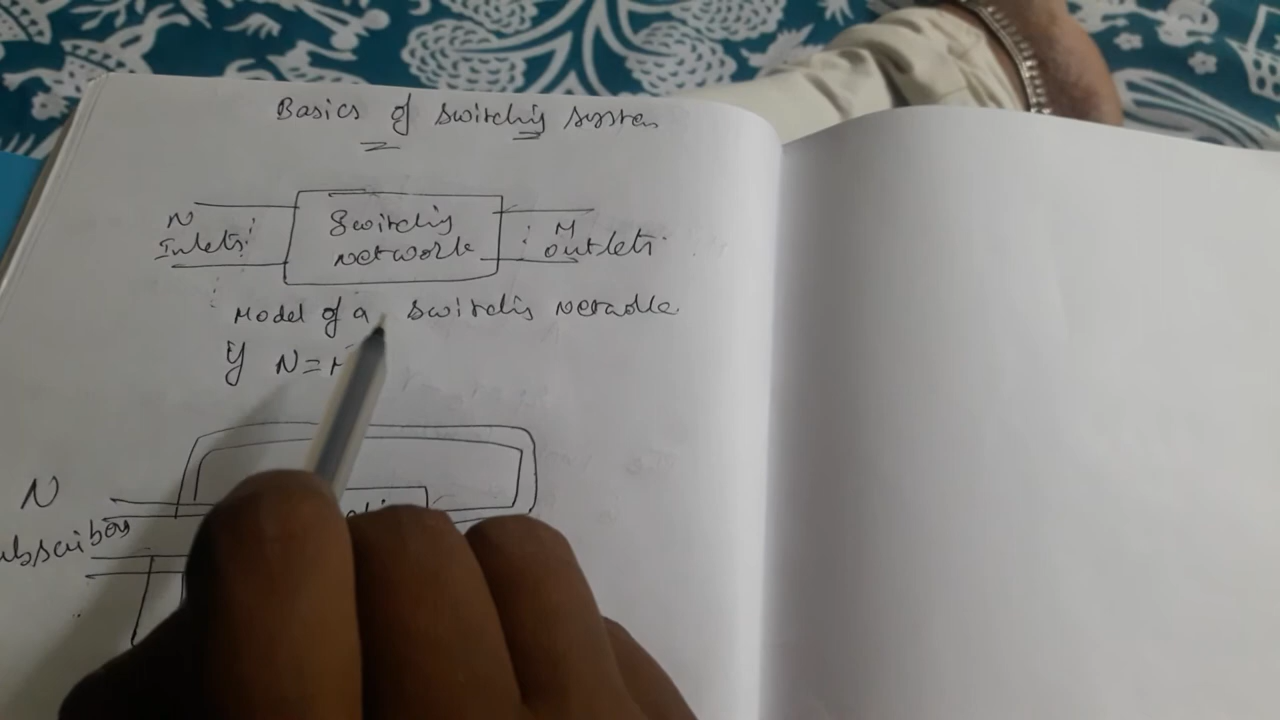 Basics of switching system
N
Inlets
Switching
network
M
outlets
Model of a switching network
If N=M
N
subscribers